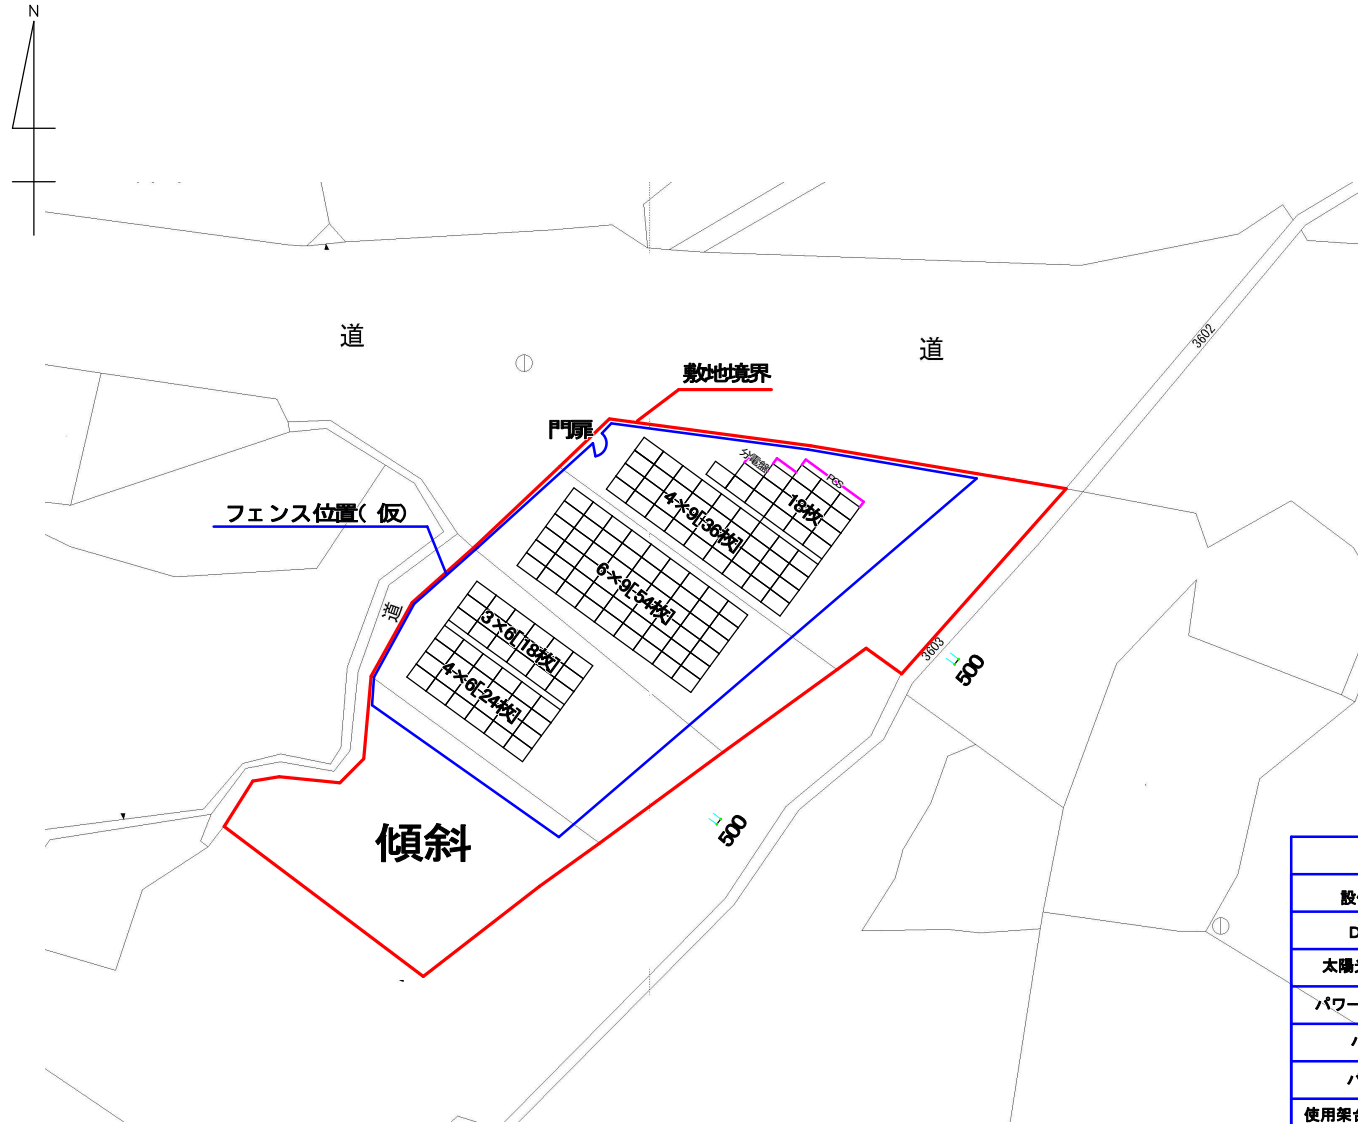 N
道
道
3602
敷地境界
門扉
分電盤
PCS
18枚
4×9[36枚]
フェンス位置(仮)
6×9[54枚]
道
3×6[18枚]
4×6[24枚]
3603
500
500
傾斜
設
D
太陽
パワー
パ
使用架台